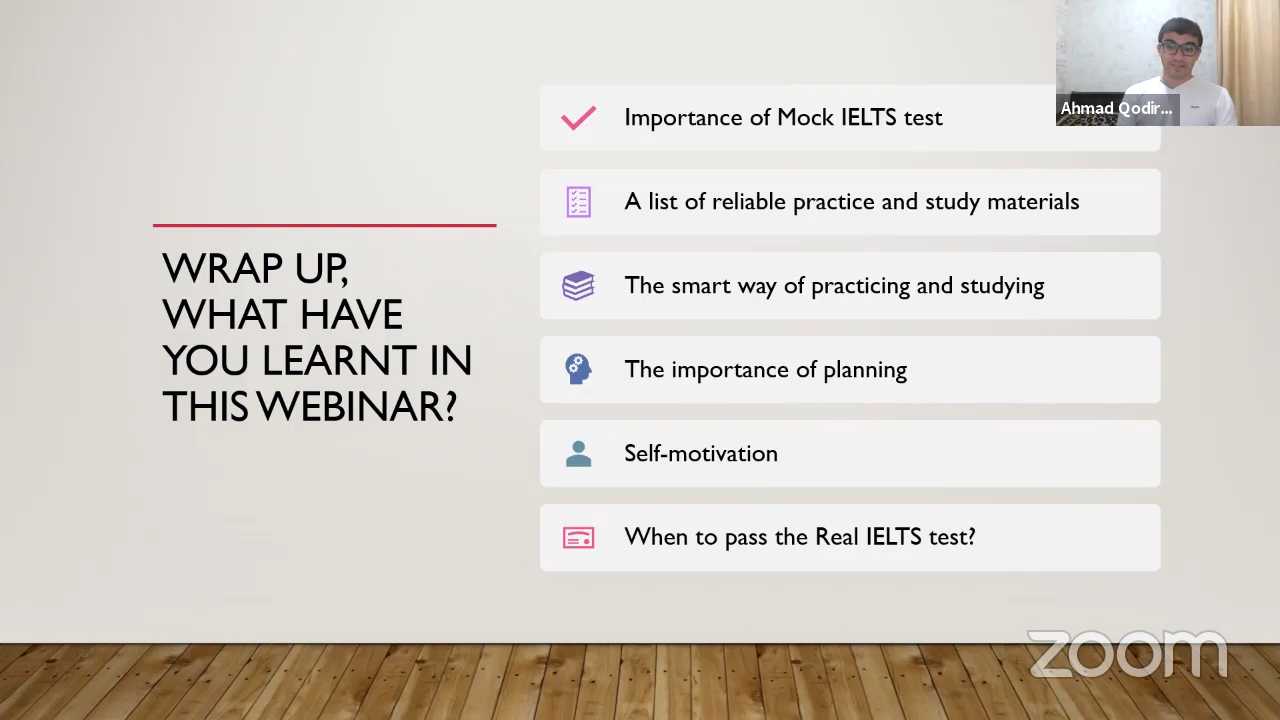 WRAP UP,
WHAT HAVE
YOU LEARNT IN
THIS WEBINAR?
Importance of Mock IELTS test
A list of reliable practice and study materials
The smart way of practicing and studying
The importance of planning
Self-motivation
When to pass the Real IELTS test?
Ahmad Qodir...
zoom